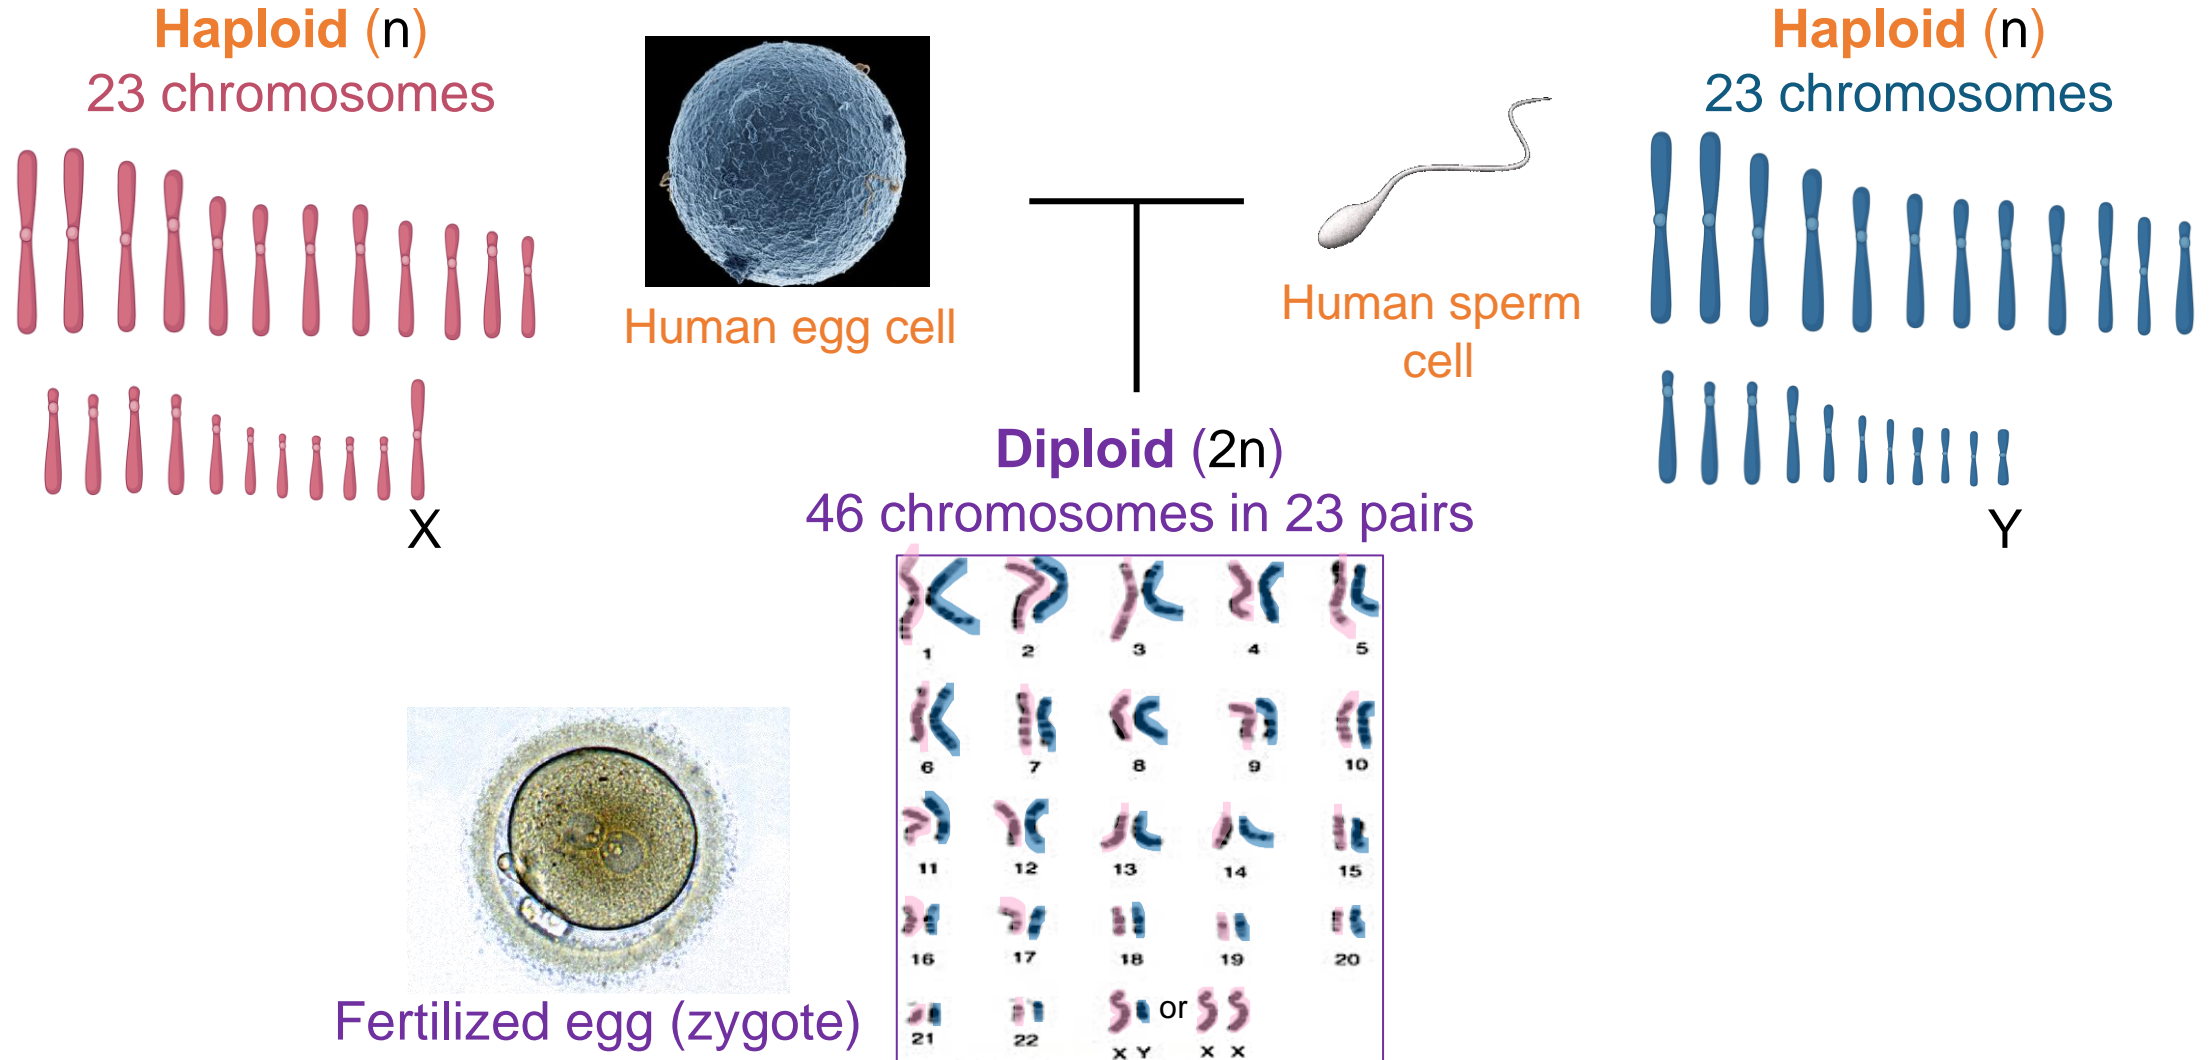 Haploid (n)
23 chromosomes
X
Human egg cell
Human sperm
cell
Haploid (n)
23 chromosomes
Y
Diploid (2n)
46 chromosomes in 23 pairs
1 2 3 4 5
6 7 8 9 10
11 12 13 14 15
16 17 18 19 20
21 22 or
X Y X X
Fertilized egg (zygote)